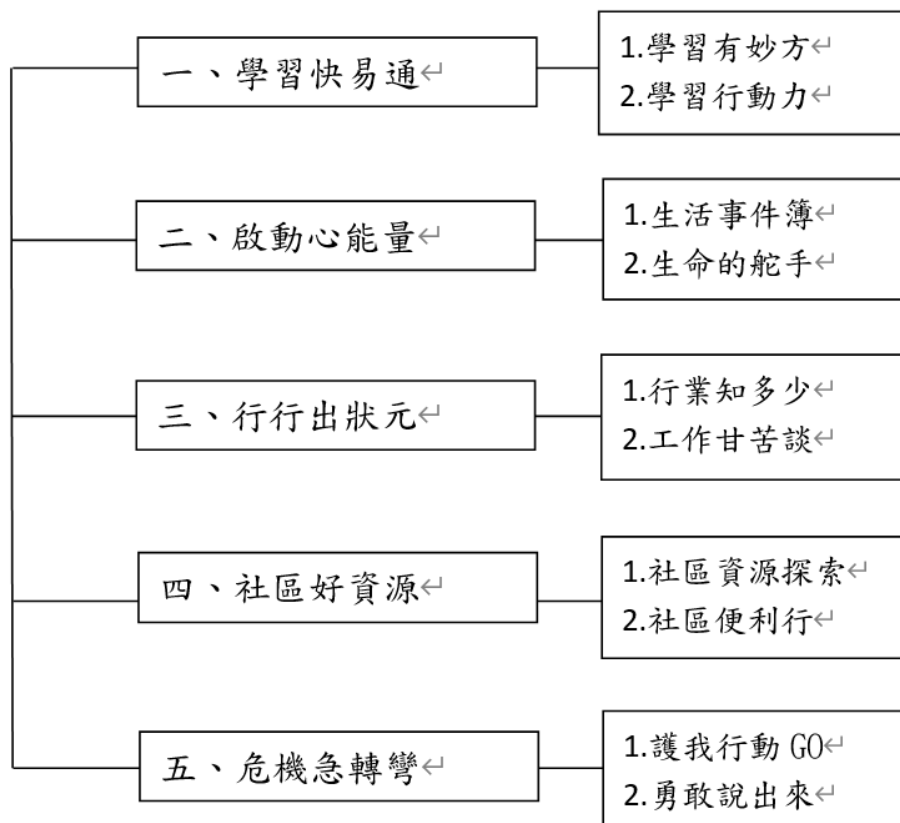 一、學習快易通
1.學習有妙方
2.學習行動力
二、啟動心能量
1.生活事件簿
2.生命的舵手
三、行行出狀元
1.行業知多少
2.工作甘苦談
四、社區好資源
1.社區資源探索
2.社區便利行
五、危機急轉彎
1.護我行動 GO
2.勇敢說出來